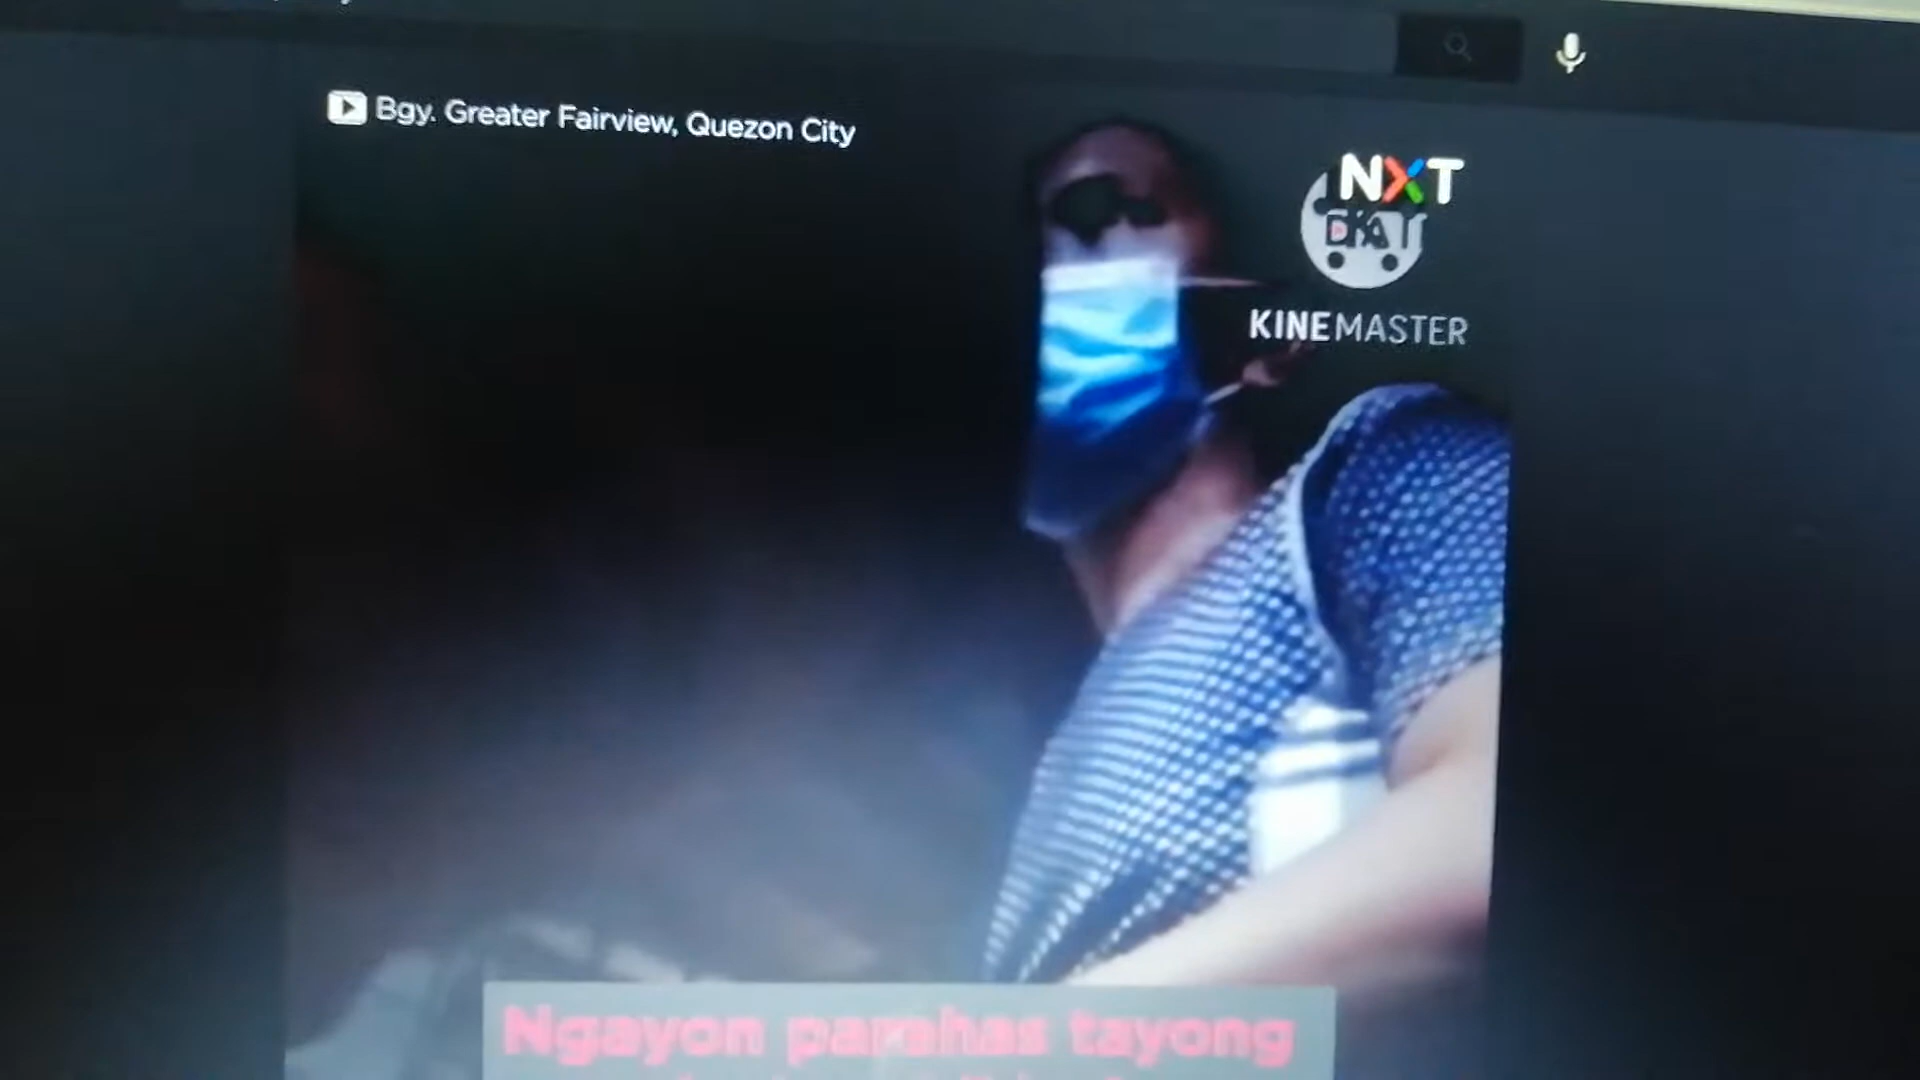 Bgy. Greater Fairview, Quezon City
NXT
KINEMASTER
Ngayon parehas tayong